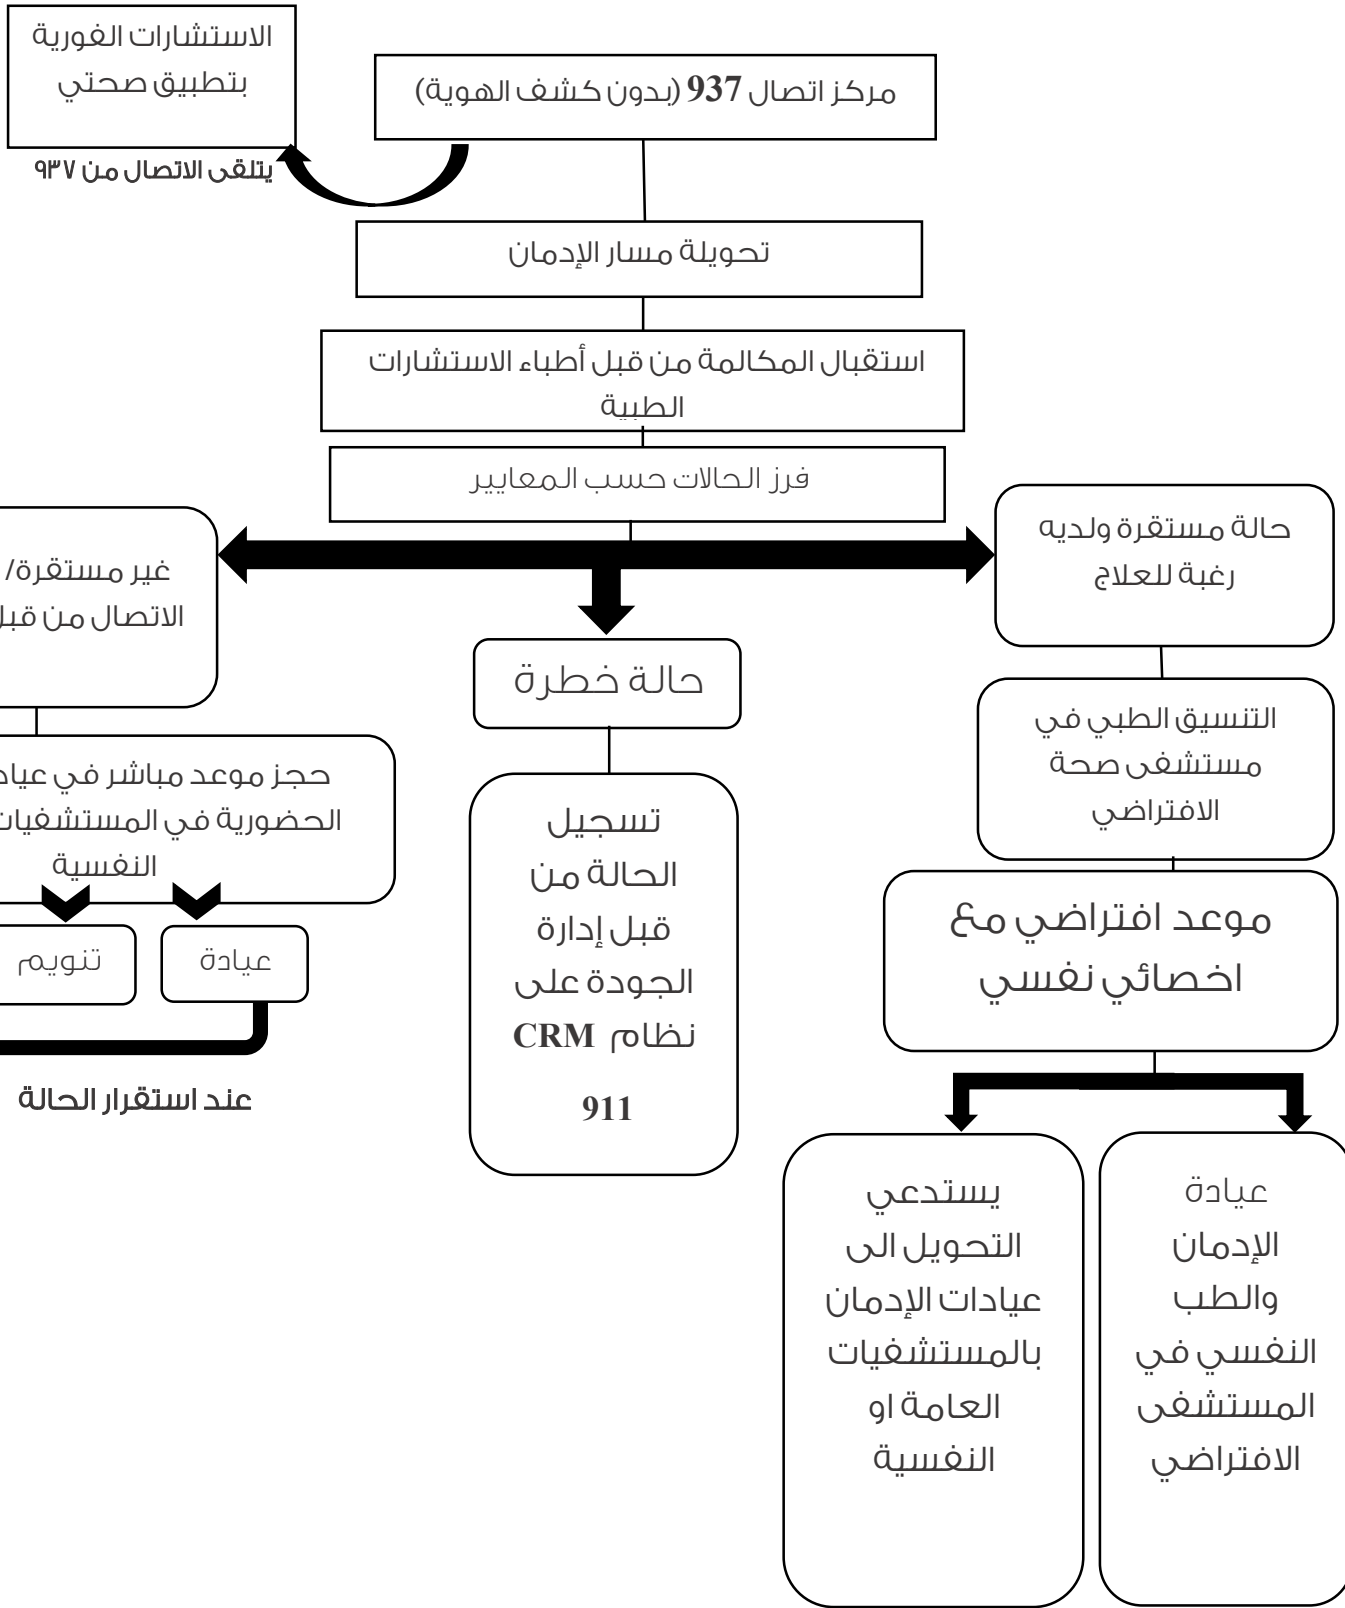 الاستشارات الفورية
بتطبيق صحتي
يتلقى الاتصال من ٩٣٧
مركز اتصال 937 (بدون كشف الهوية)
تحويلة مسار الإدمان
استقبال المكالمة من قبل أطباء الاستشارات
الطبية
فرز الحالات حسب المعايير
حالة مستقرة ولديه
رغبة للعلاج
التنسيق الطبي في
مستشفى صحة
الافتراضي
موعد افتراضي مع
اخصائي نفسي
عيادة
الإدمان
والطب
النفسي في
المستشفى
الافتراضي
يستدعي
التحويل الى
عيادات الإدمان
بالمستشفيات
العامة او
النفسية
حالة خطرة
تسجيل
الحالة من
قبل إدارة
الجودة على
نظام CRM
911
غير مستقرة/
الاتصال من
حجز موعد مباشر في
الحضورية في المستشفيات
النفسية
عيادة
تنويم
عند استقرار الحالة